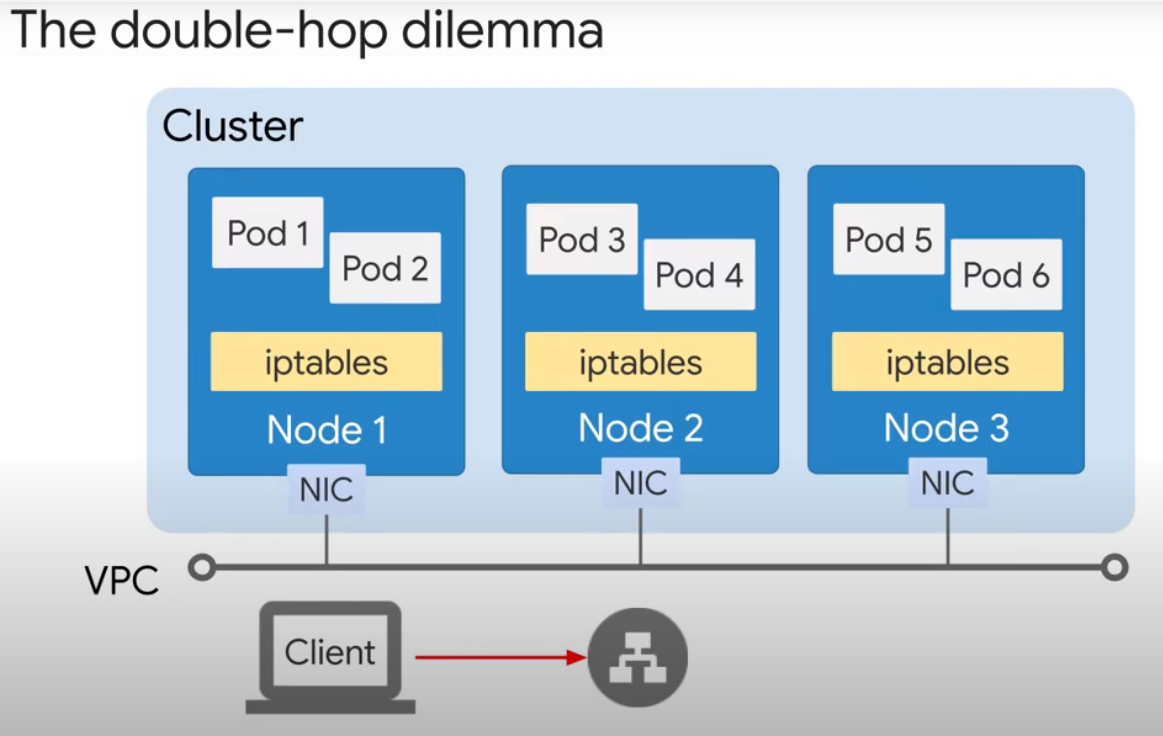 The double-hop dilemma
Cluster
Pod 1
Pod 2
iptables
Node 1
NIC
Pod 3
Pod 4
iptables
Node 2
NIC
Pod 5
Pod 6
iptables
Node 3
NIC
VPC
Client